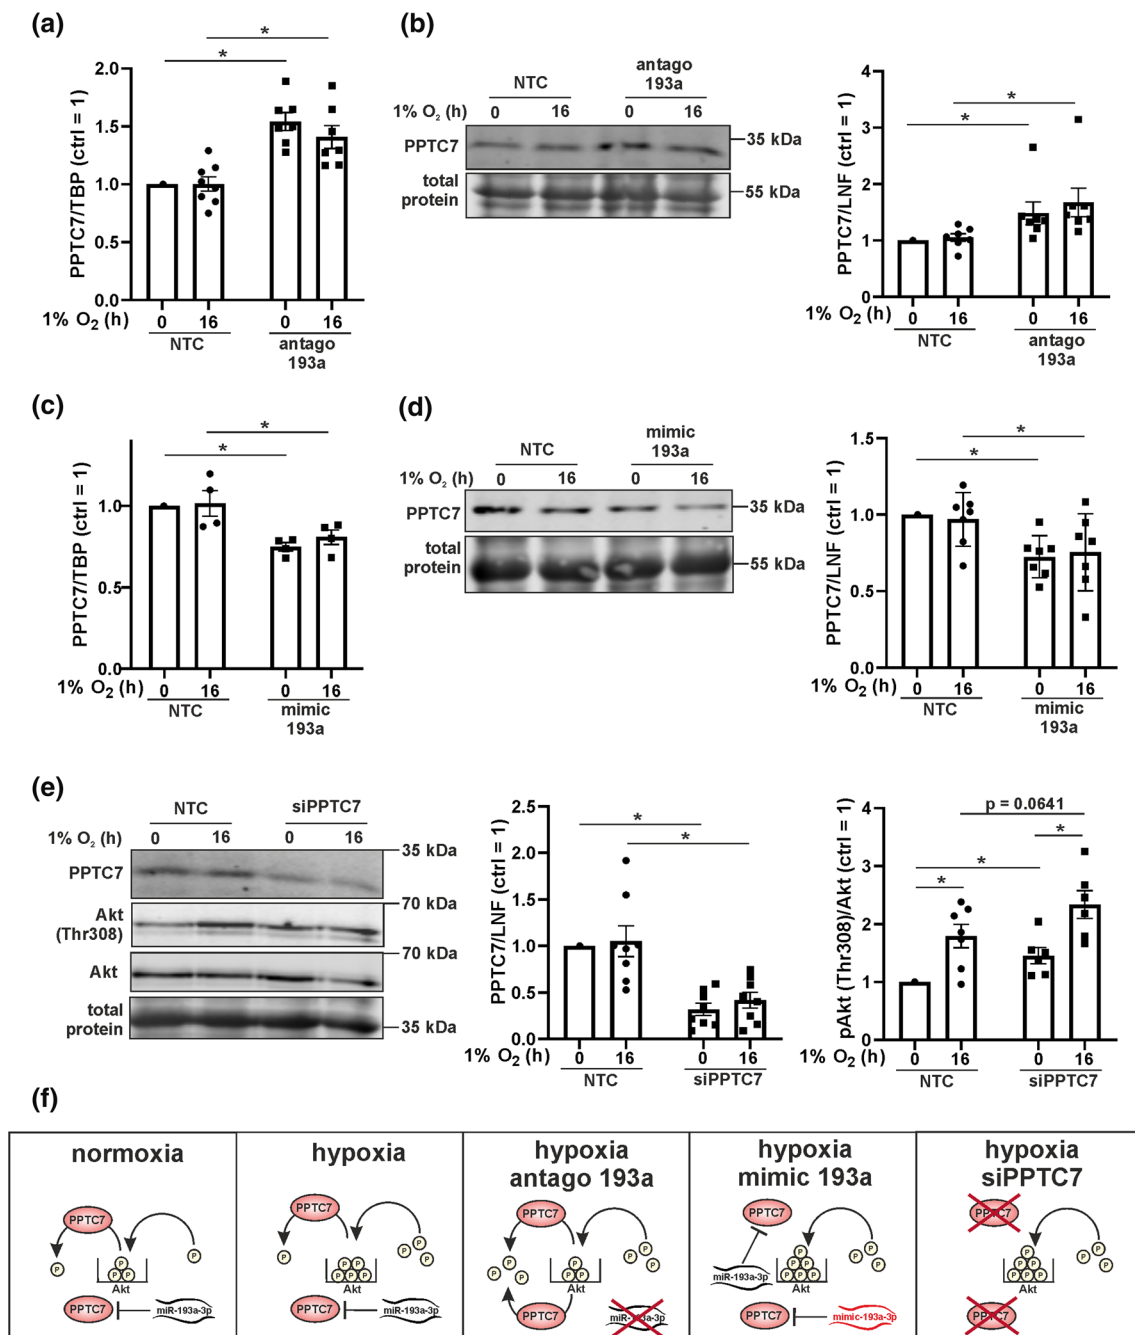 (a)
*
*
PPTC7/TBP (ctrl = 1)
2.0
1.5
1.0
0.5
0.0
1% O2 (h)
0 16 0 16
NTC antago
193a
(b)
NTC antago
193a
1% O2 (h) 0 16 0 16
PPTC7 35 kDa
total
protein 55 kDa
PPTC7/LNF (ctrl = 1)
4
3
2
1
0
*
*
1% O2 (h) 0 16 0 16
NTC antago
193a
(c)
*
*
PPTC7/TBP (ctrl = 1)
1.0
0.5
0.0
1% O2 (h) 0 16 0 16
NTC mimic
193a
(d)
NTC mimic
193a
1% O2 (h) 0 16 0 16
PPTC7 35 kDa
total
protein 55 kDa
PPTC7/LNF (ctrl = 1)
1.5
1.0
0.5
0.0
*
*
1% O2 (h) 0 16 0 16
NTC mimic
193a
(e)
NTC siPPTC7
1% O2 (h) 0 16 0 16
35 kDa
PPTC7
70 kDa
Akt
(Thr308)
70 kDa
Akt
total
protein 35 kDa
PPTC7/LNF (ctrl = 1)
2.5
2.0
1.5
1.0
0.5
0.0
*
*
1% O2 (h) 0 16 0 16
NTC siPPTC7
pAkt (Thr308)/Akt (ctrl = 1)
4
3
2
1
0
p = 0.0641
*
*
*
1% O2 (h) 0 16 0 16
NTC siPPTC7
(f)
normoxia
PPTC7
P
P
P
P P
Akt
PPTC7
miR-193a-3p
hypoxia
PPTC7
P
P
P P
P P
P P P
Akt
PPTC7
miR-193a-3p
hypoxia
antago 193a
PPTC7
P
P P
P
P
P P
P
P P
Akt
PPTC7
miR-193a-3p
hypoxia
mimic 193a
PPTC7
P
P P
P
P P
P P P
miR-193a-3p
Akt
PPTC7
mimic-193a-3p
hypoxia
siPPTC7
PPTC7
P
P P
P
P P
P P P
Akt
PPTC7